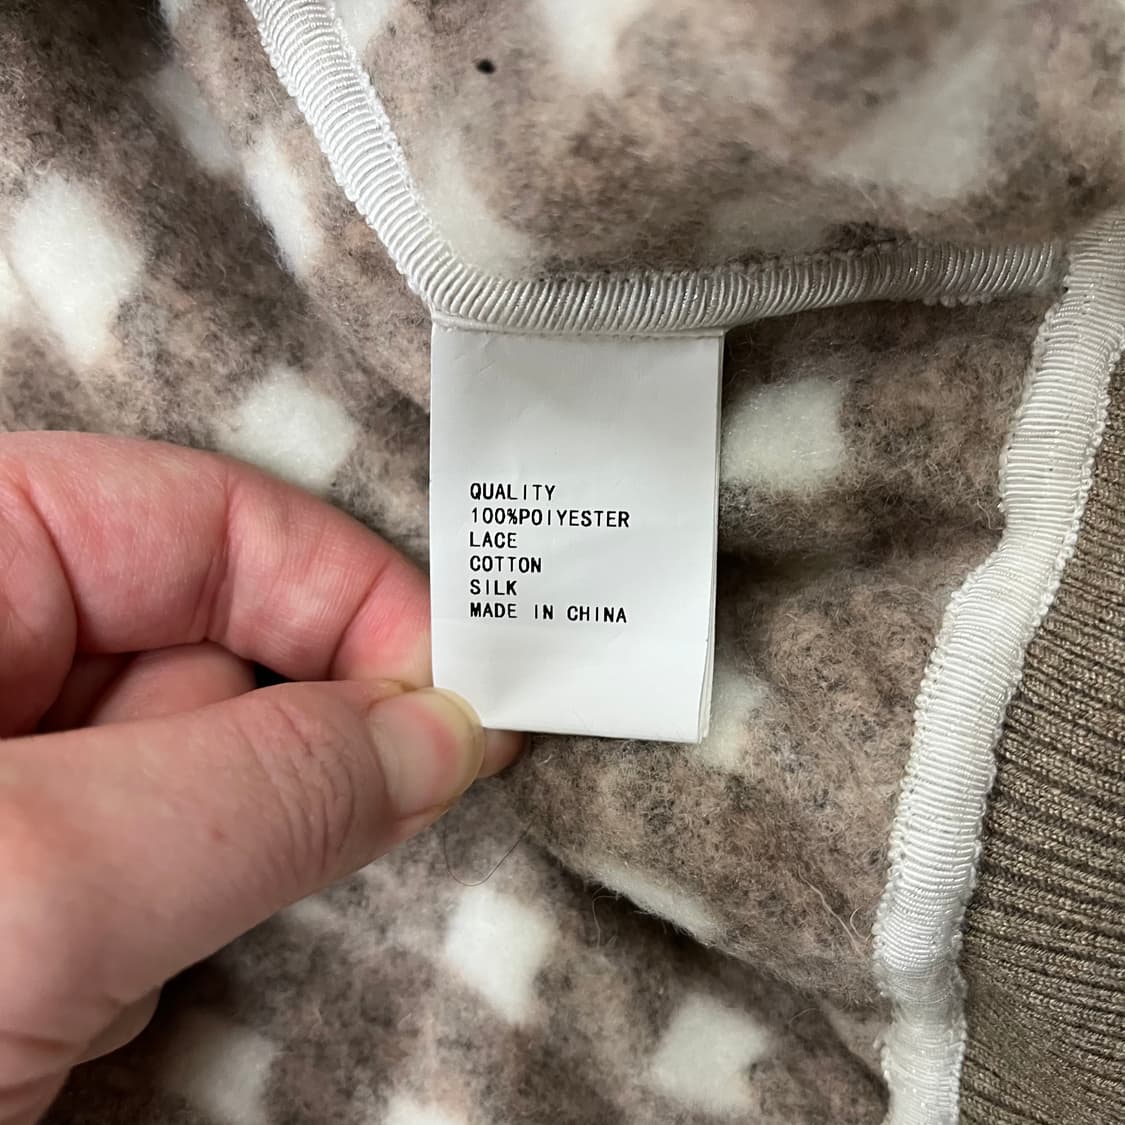 QUALITY
100%POIYESTER
LACE
COTTON
SILK
MADE IN CHINA